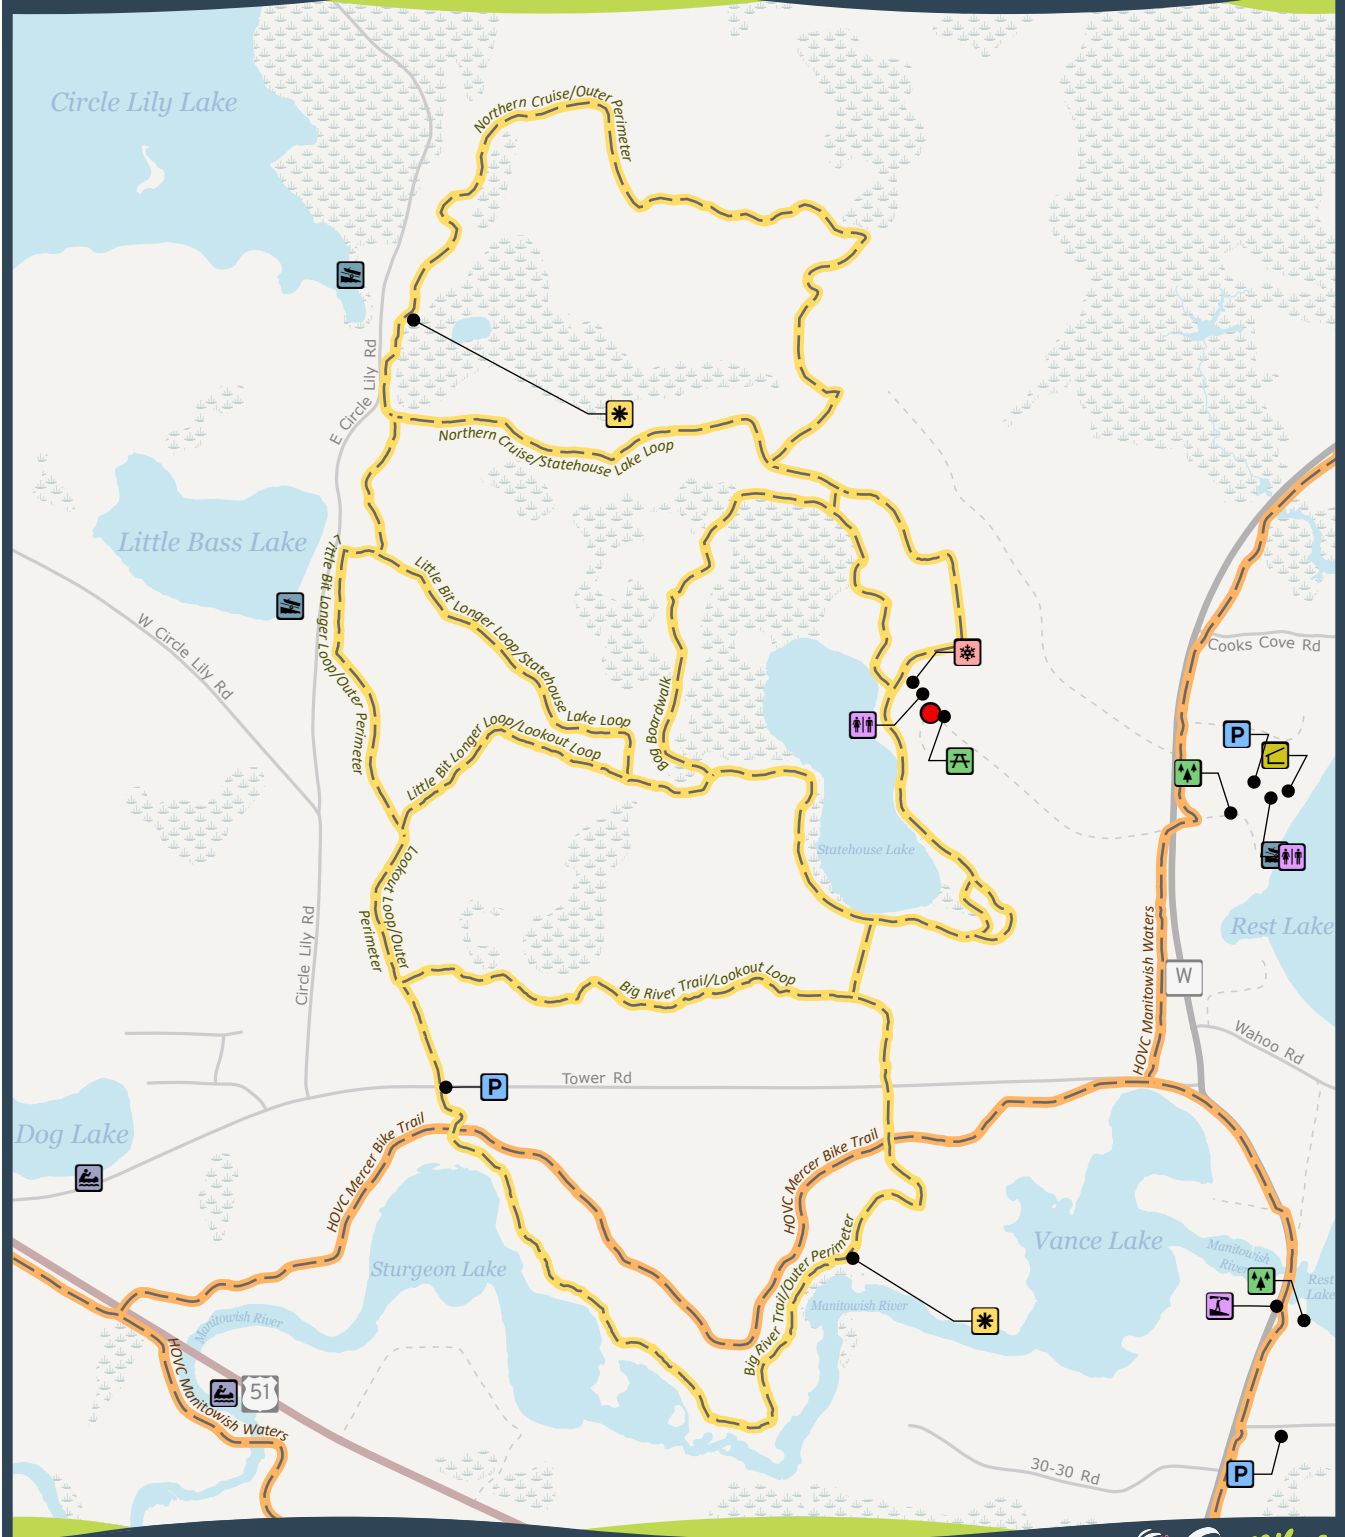 Circle Lily Lake
Northern Cruise/Outer Perimeter
E Circle Lily Rd
Northern Cruise/Statehouse Lake Loop
Little Bass Lake
Little Bit Longer Loop/Outer Perimeter
Little Bit Longer Loop/Statehouse Lake Loop
W Circle Lily Rd
Cooks Cove Rd
Bog Boardwalk
Little Bit Longer Loop/Lookout Loop
P
Statehouse Lake
Lookout Loop/Outer
Perimeter
Rest Lake
HOVC Manitowish Waters
Circle Lily Rd
W
Big River Trail/Lookout Loop
Wahoo Rd
Tower Rd
P
Dog Lake
HOVC Mercer Bike Trail
HOVC Mercer Bike Trail
Vance Lake
Manitowish
River
Sturgeon Lake
Big River Trail/Outer Perimeter
Rest
Lake
Manitowish River
Manitowish River
HOVC Manitowish Waters
51
30-30 Rd
P